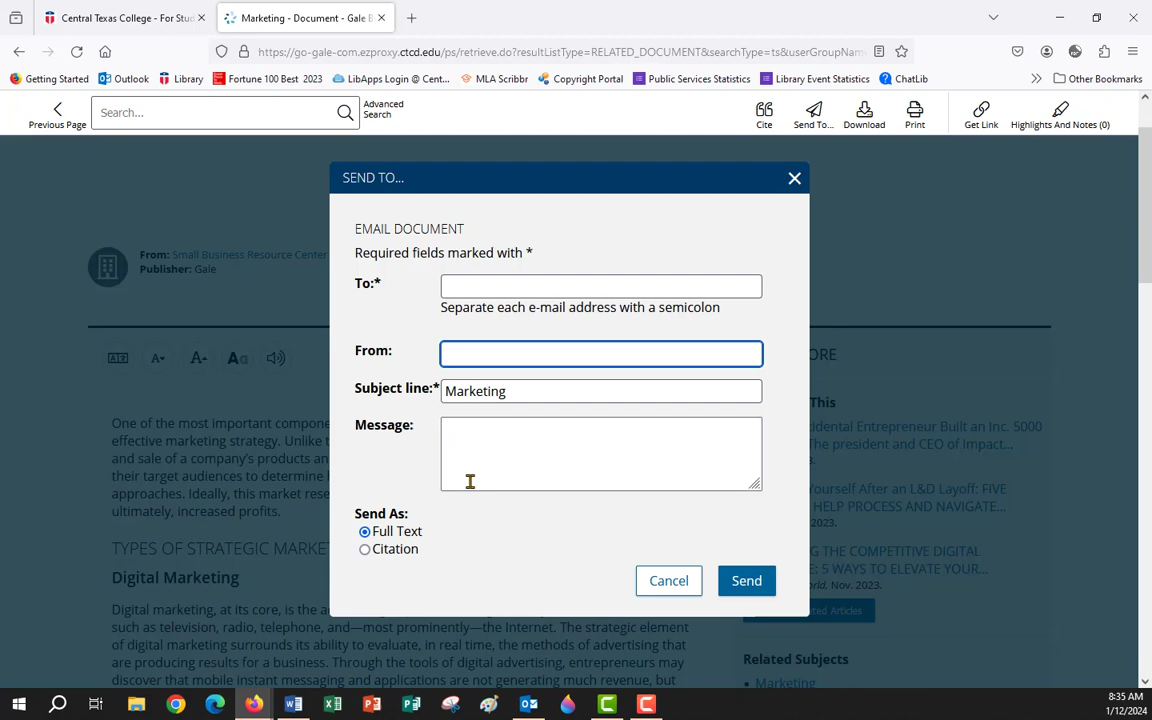 Central Texas College - For Stud
Marketing - Document - Gale B
https://go-gale-com.ezproxy.ctcd.edu/ps/retrieve.do?resultListType=RELATED_DOCUMENT&searchType=ts&userGroupName
Getting Started
Outlook
Library
Fortune 100 Best 2023
LibApps Login @ Cent...
MLA Scribbr
Copyright Portal
Public Services Statistics
Library Event Statistics
ChatLib
Other Bookmarks
Previous Page
Search...
Advanced
Search
Cite
Send To...
Download
Print
Get Link
Highlights And Notes (0)
SEND TO...
EMAIL DOCUMENT
Required fields marked with *
To:*
Separate each e-mail address with a semicolon
From:
Subject line:* Marketing
Message:
Send As:
Full Text
Citation
Cancel
Send
From: Small Business Resource Center
Publisher: Gale
A-
A+
Aa
One of the most important compone
effective marketing strategy. Unlike t
and sale of a company's products an
their target audiences to determine
approaches. Ideally, this market rese
ultimately, increased profits.
TYPES OF STRATEGIC MARKE
Digital Marketing
Digital marketing, at its core, is the a
such as television, radio, telephone, and—most prominently—the Internet. The strategic element
of digital marketing surrounds its ability to evaluate, in real time, the methods of advertising that
are producing results for a business. Through the tools of digital advertising, entrepreneurs may
discover that mobile instant messaging and applications are not generating much revenue, but
ORE
This
cidental Entrepreneur Built an Inc. 5000
The president and CEO of Impact...
3.
Yourself After an L&D Layoff: FIVE
HELP PROCESS AND NAVIGATE...
2023.
G THE COMPETITIVE DIGITAL
: 5 WAYS TO ELEVATE YOUR...
orld. Nov. 2023.
ted Articles
Related Subjects
Marketing
8:35 AM
1/12/2024